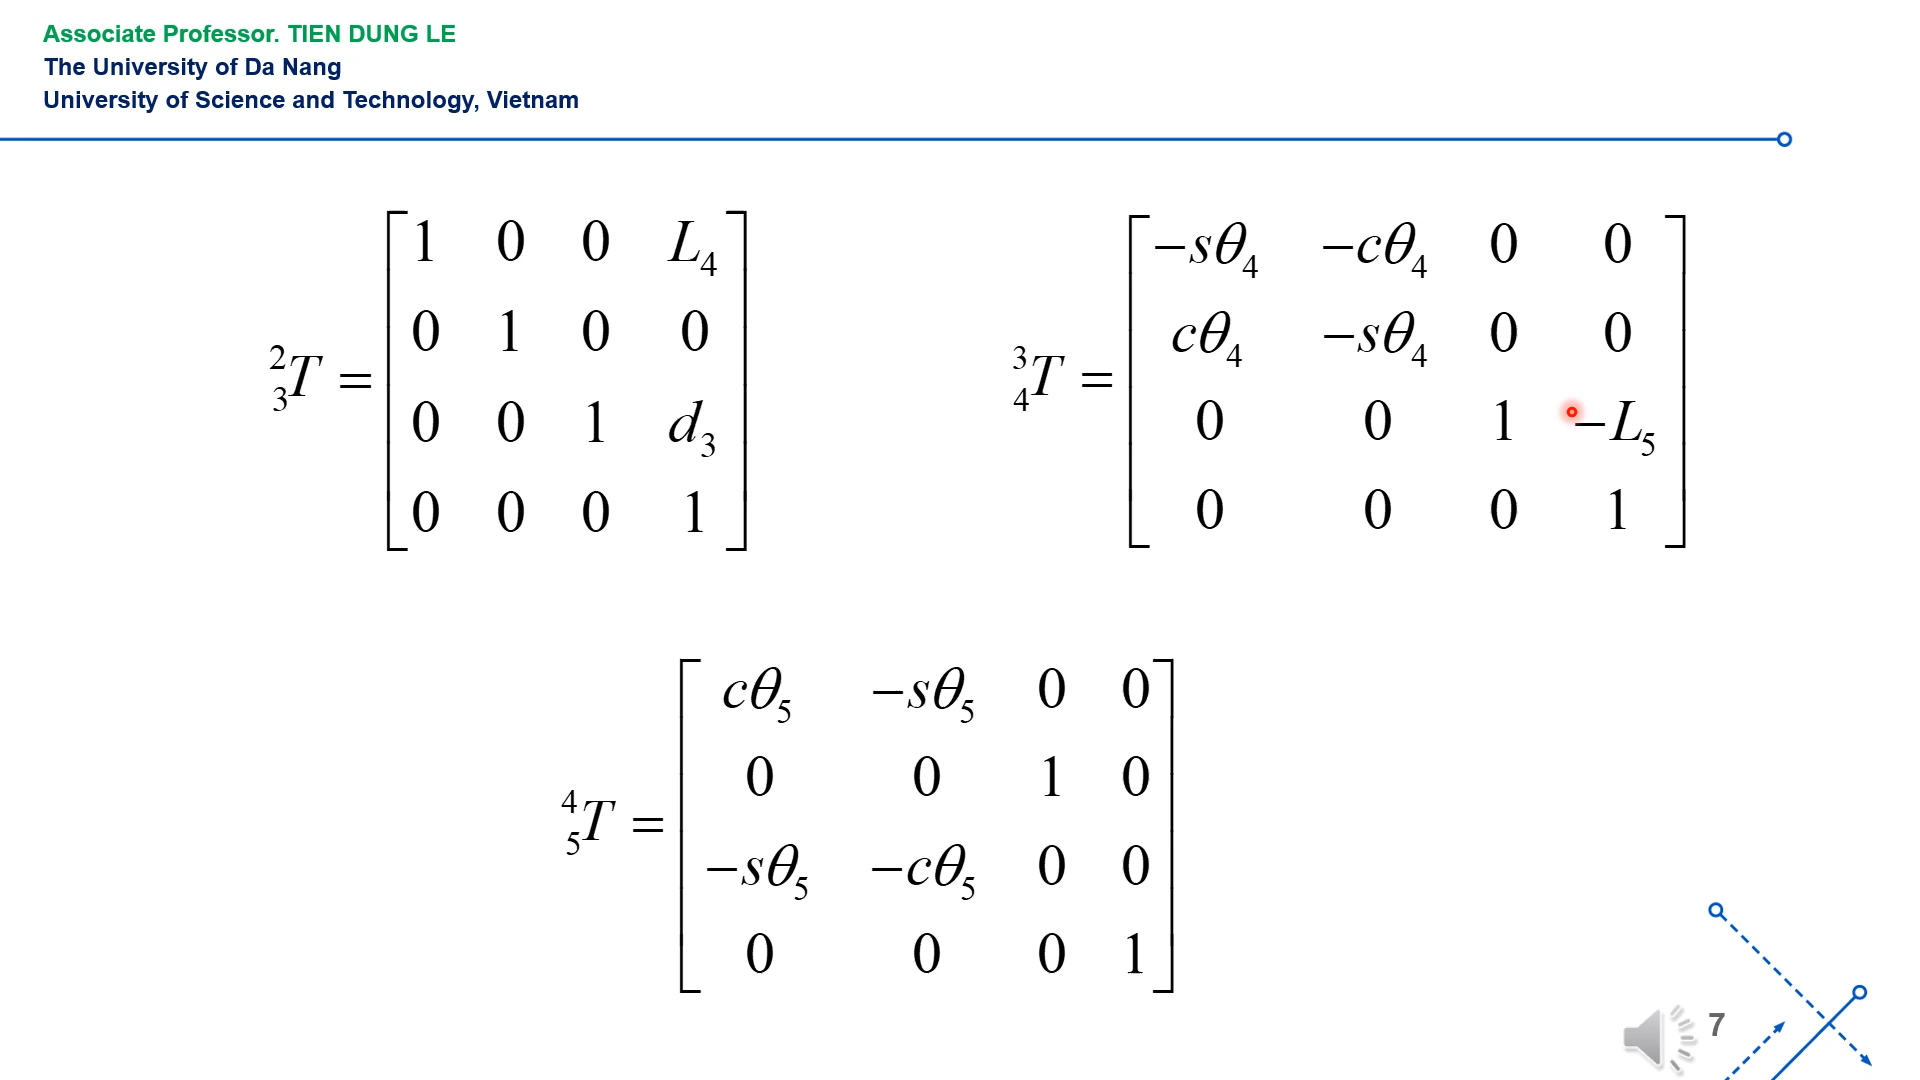 Associate Professor. TIEN DUNG LE
The University of Da Nang
University of Science and Technology, Vietnam
²₃T = [1 0 0 L₄
0 1 0 0
0 0 1 d₃
0 0 0 1]
³₄T = [−sθ₄ −cθ₄ 0 0
cθ₄ −sθ₄ 0 0
0 0 1 −L₅
0 0 0 1]
⁴₅T = [cθ₅ −sθ₅ 0 0
0 0 1 0
−sθ₅ −cθ₅ 0 0
0 0 0 1]
7